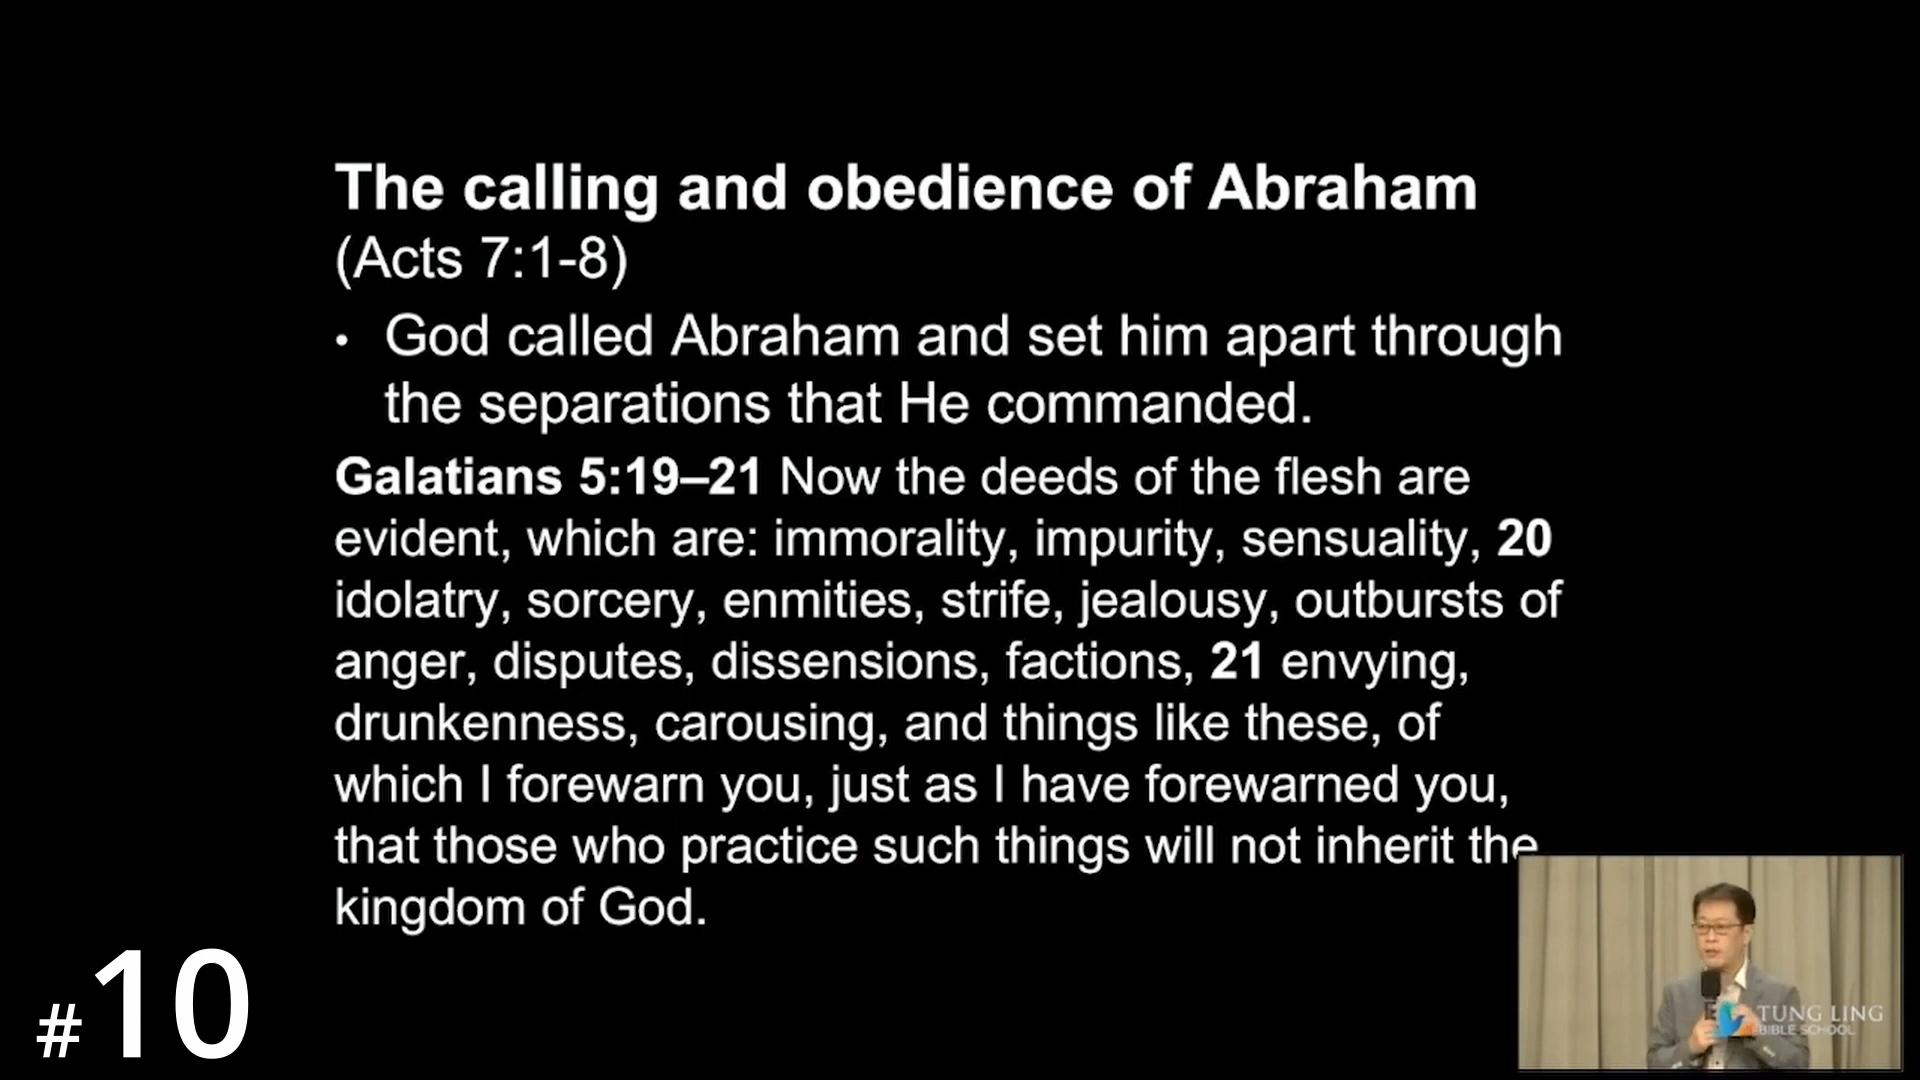 The calling and obedience of Abraham
(Acts 7:1-8)
• God called Abraham and set him apart through
the separations that He commanded.
Galatians 5:19–21 Now the deeds of the flesh are
evident, which are: immorality, impurity, sensuality, 20
idolatry, sorcery, enmities, strife, jealousy, outbursts of
anger, disputes, dissensions, factions, 21 envying,
drunkenness, carousing, and things like these, of
which I forewarn you, just as I have forewarned you,
that those who practice such things will not inherit the
kingdom of God.
#10
TUNG LING
BIBLE SCHOOL